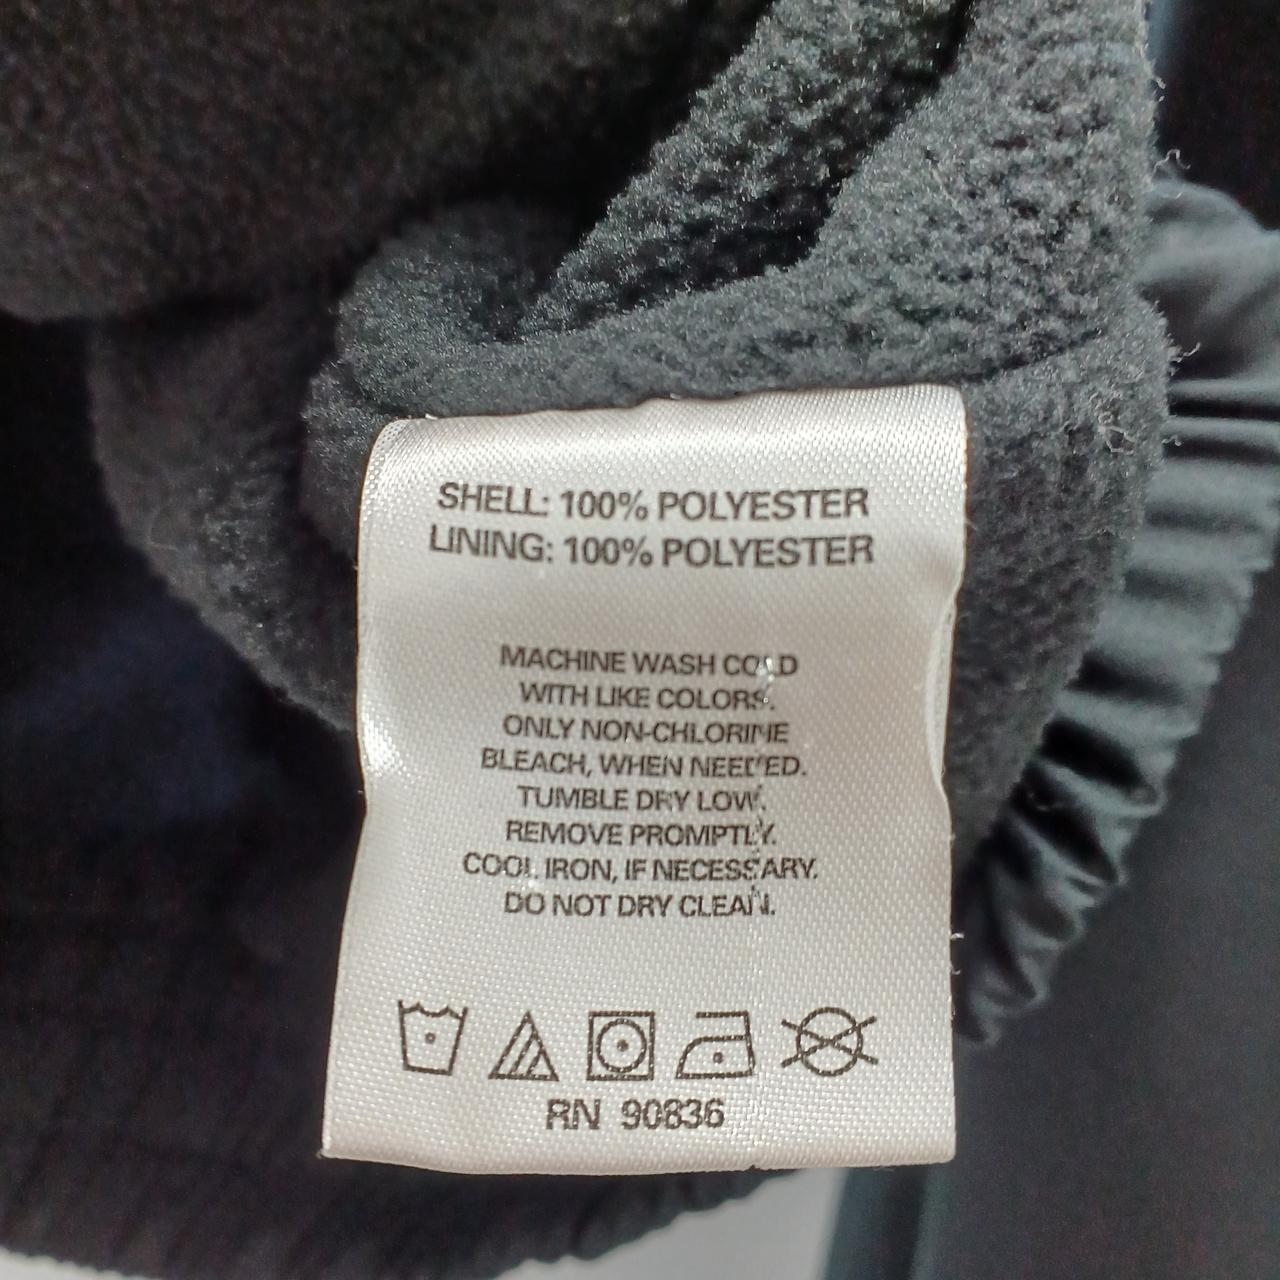 SHELL: 100% POLYESTER
LINING: 100% POLYESTER
MACHINE WASH COLD
WITH LIKE COLORS.
ONLY NON-CHLORINE
BLEACH, WHEN NEEDED.
TUMBLE DRY LOW.
REMOVE PROMPTLY.
COOL IRON, IF NECESSARY.
DO NOT DRY CLEAN.
RN 90836